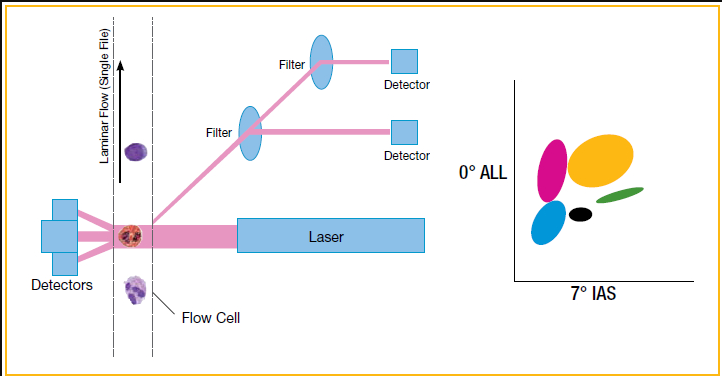 Laminar Flow (Single File)
Filter
Detector
Filter
Detector
0° ALL
Laser
Detectors
7° IAS
Flow Cell